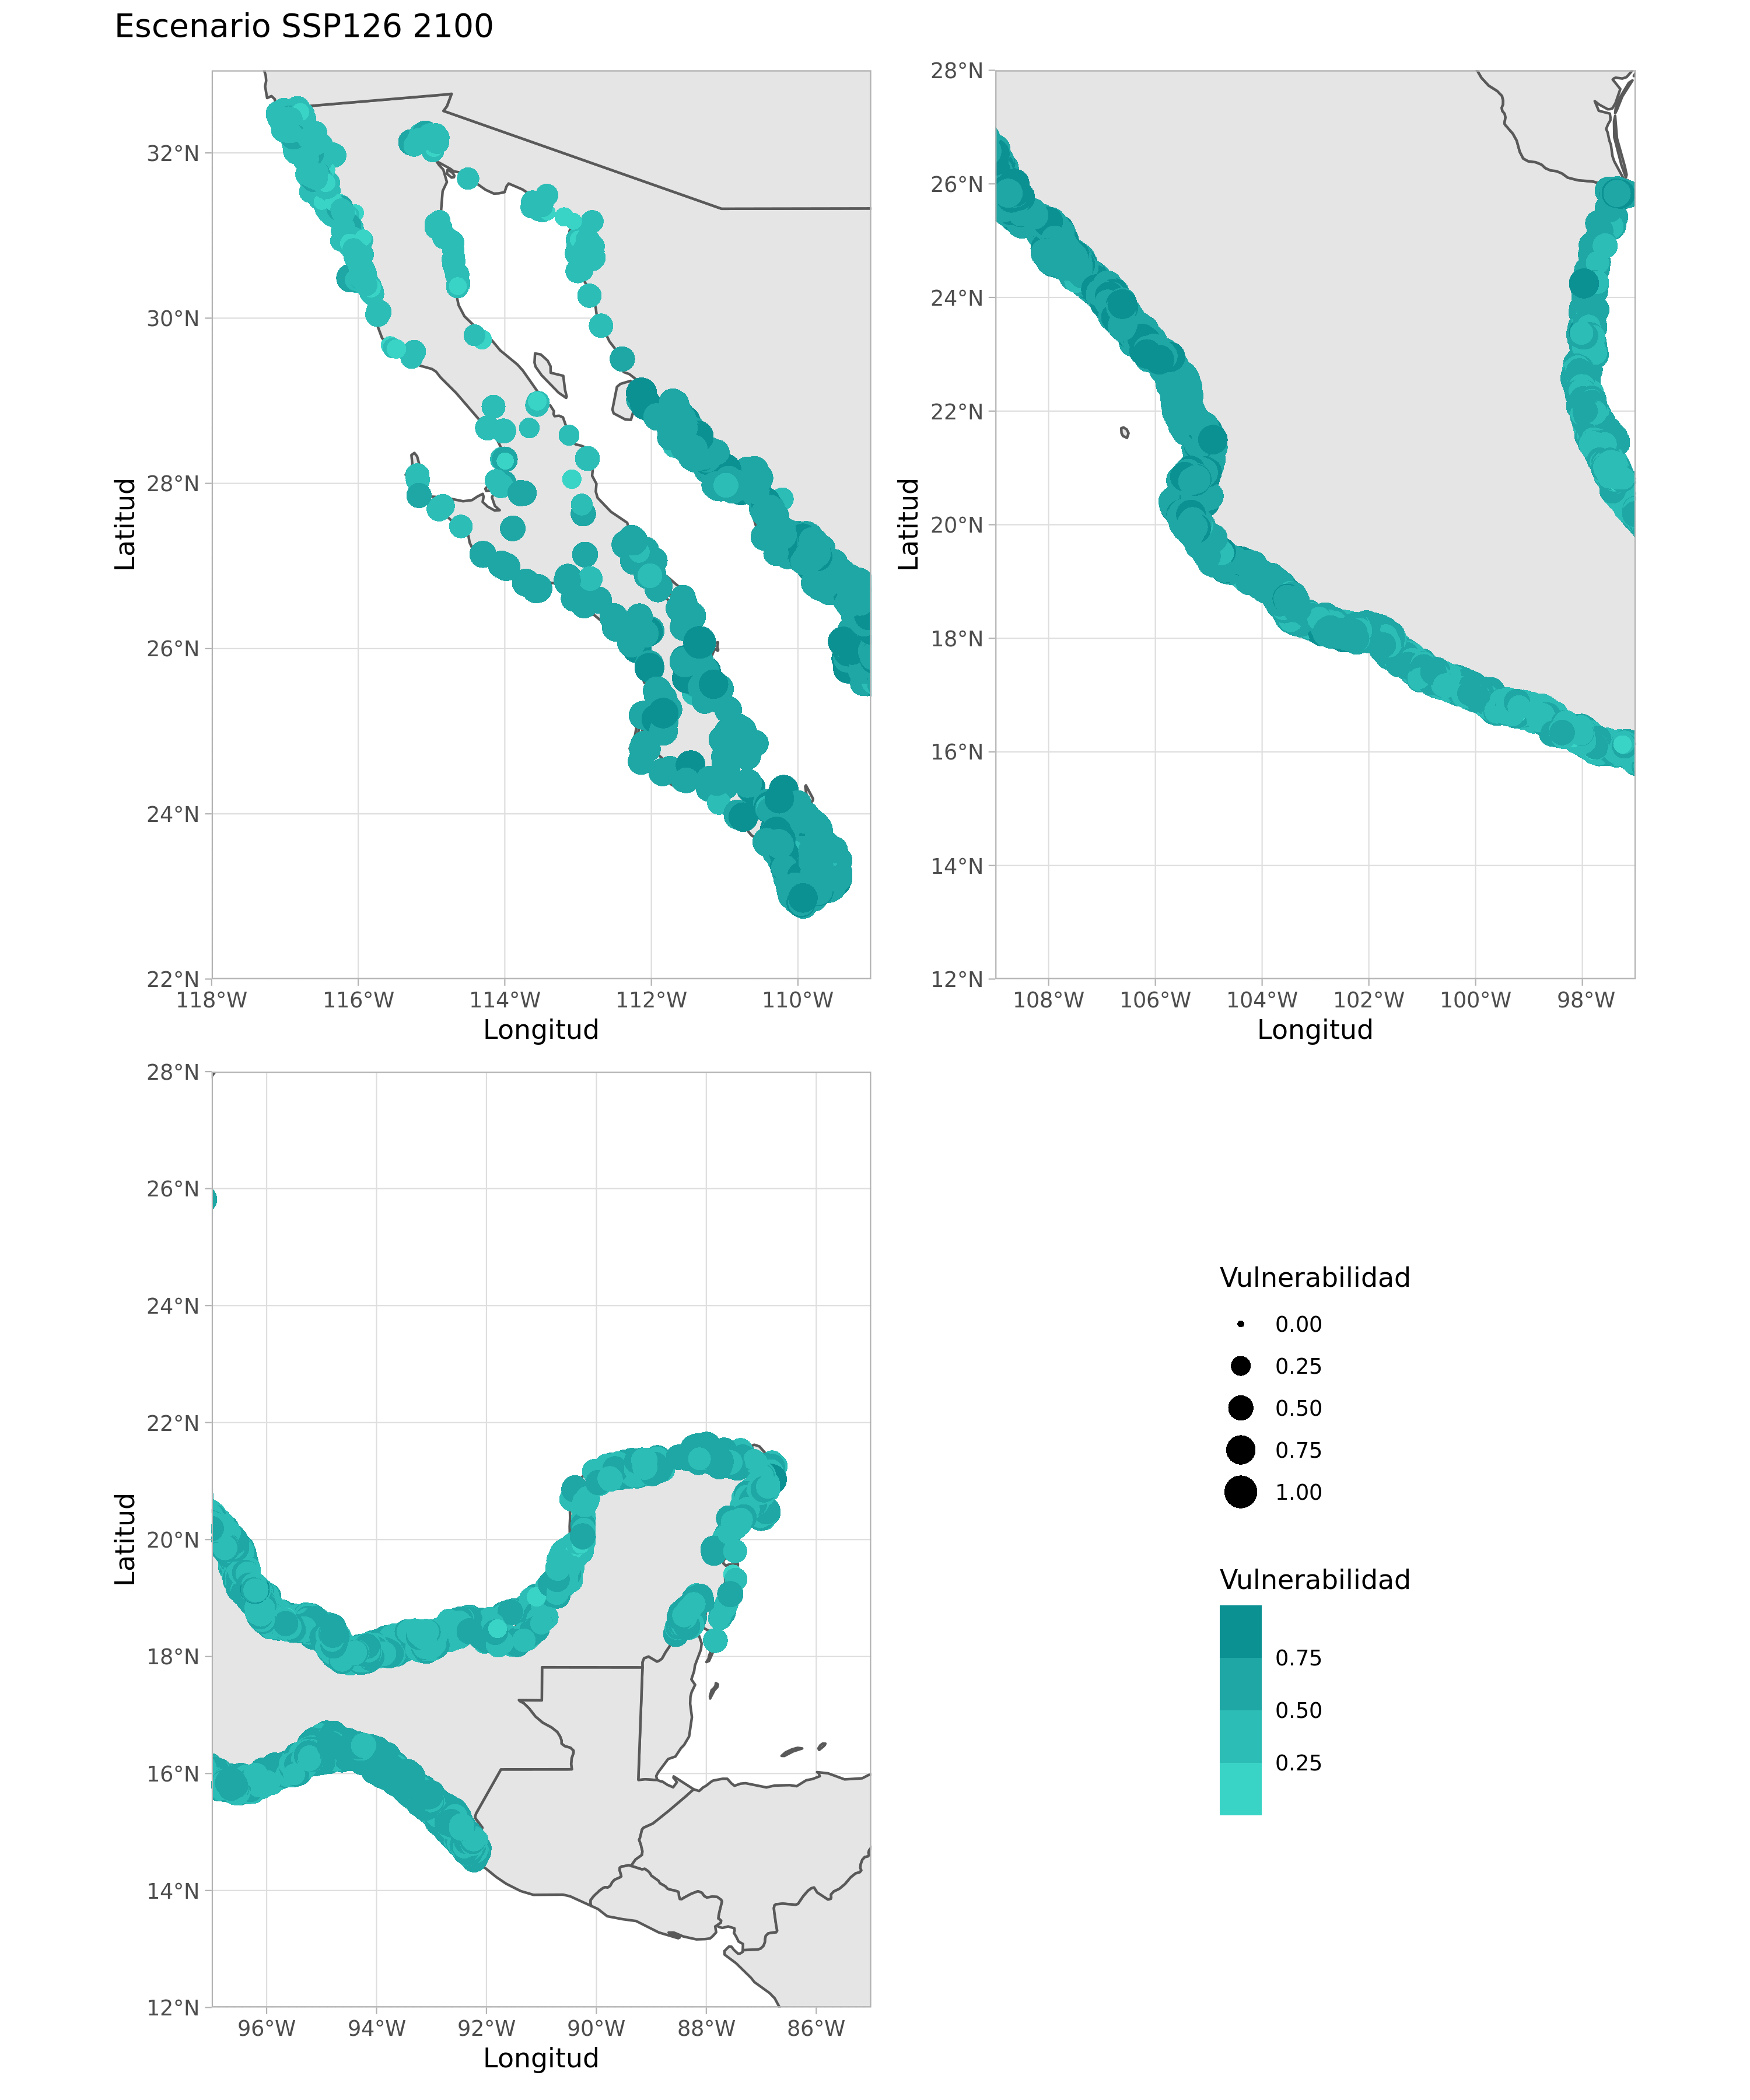 Escenario SSP126 2100
32°N
30°N
28°N
26°N
24°N
22°N
Latitud
118°W 116°W 114°W 112°W 110°W
Longitud
28°N
26°N
24°N
22°N
20°N
18°N
16°N
14°N
12°N
Latitud
108°W 106°W 104°W 102°W 100°W 98°W
Longitud
28°N
26°N
24°N
22°N
20°N
18°N
16°N
14°N
12°N
Latitud
96°W 94°W 92°W 90°W 88°W 86°W
Longitud
Vulnerabilidad
0.00
0.25
0.50
0.75
1.00
Vulnerabilidad
0.75
0.50
0.25